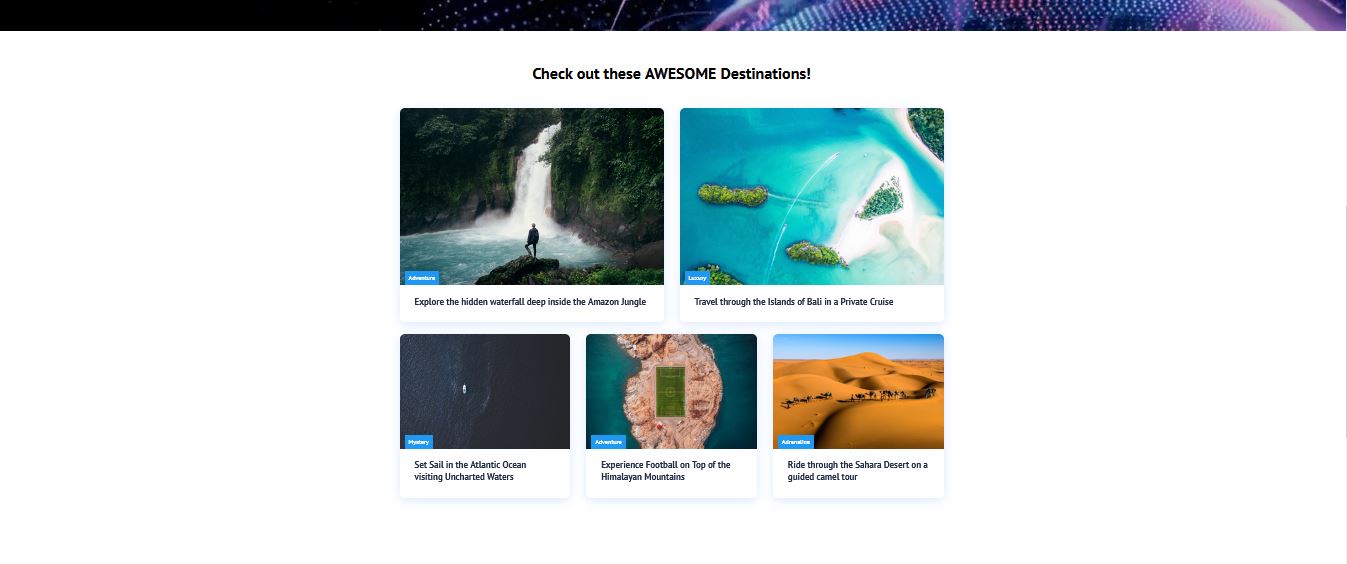 Check out these AWESOME Destinations!
Adventure
Explore the hidden waterfall deep inside the Amazon Jungle
Luxury
Travel through the Islands of Bali in a Private Cruise
Mystery
Set Sail in the Atlantic Ocean
visiting Uncharted Waters
Adventure
Experience Football on Top of the
Himalayan Mountains
Adrenaline
Ride through the Sahara Desert on a
guided camel tour